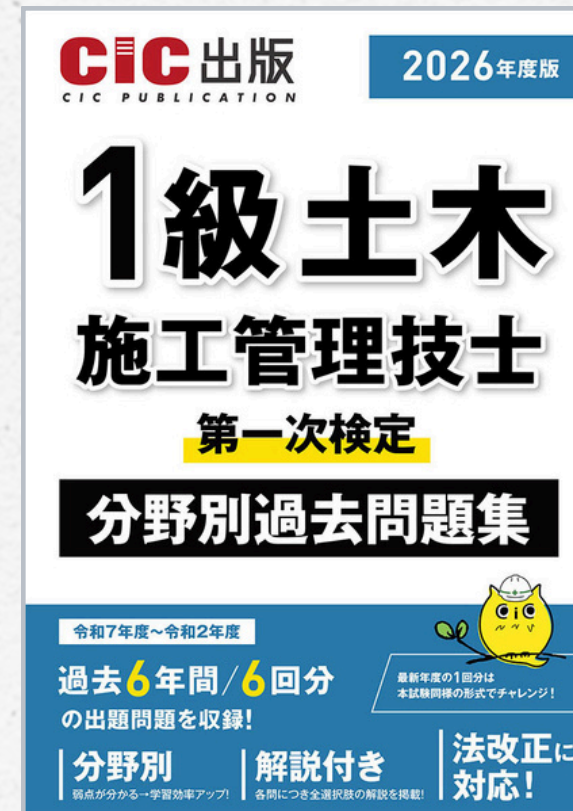 CIC出版
CIC PUBLICATION
2026年度版
1級土木
施工管理技士
第一次検定
分野別過去問題集
CiC
令和7年度~令和2年度
過去6年間/6回分
の出題問題を収録!
最新年度の1回分は
本試験同様の形式でチャレンジ!
分野別
弱点が分かる→学習効率アップ!
解説付き
各問につき全選択肢の解説を掲載!
法改正に
対応!